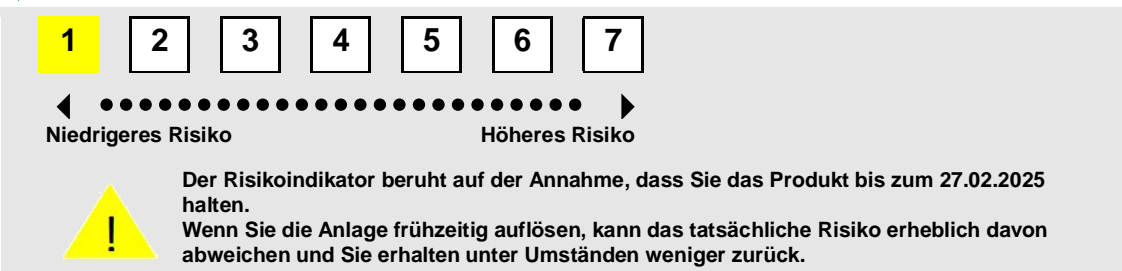 1 2 3 4 5 6 7
Niedrigeres Risiko Höheres Risiko
Der Risikoindikator beruht auf der Annahme, dass Sie das Produkt bis zum 27.02.2025
halten.
Wenn Sie die Anlage frühzeitig auflösen, kann das tatsächliche Risiko erheblich davon
abweichen und Sie erhalten unter Umständen weniger zurück.
!